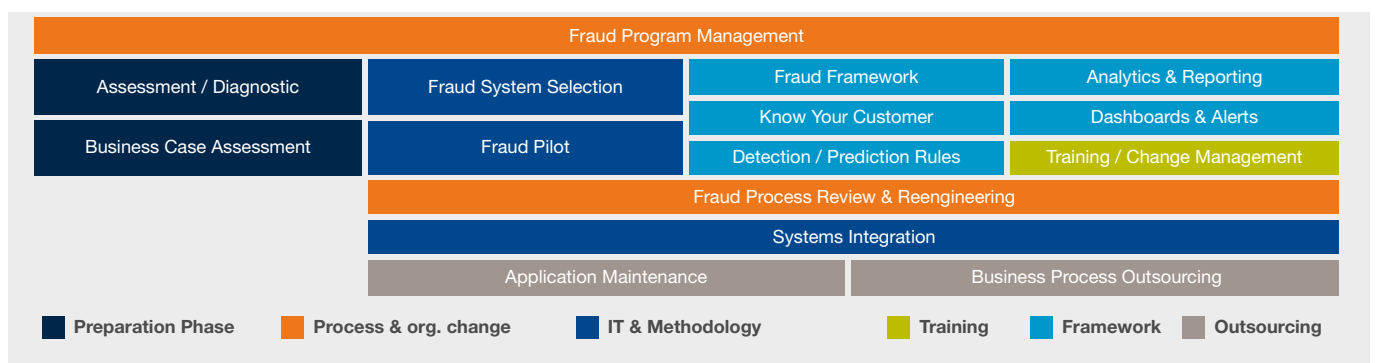 Fraud Program Management
Assessment / Diagnostic
Business Case Assessment
Fraud System Selection
Fraud Pilot
Fraud Framework
Know Your Customer
Detection / Prediction Rules
Analytics & Reporting
Dashboards & Alerts
Training / Change Management
Fraud Process Review & Reengineering
Systems Integration
Application Maintenance
Business Process Outsourcing
Preparation Phase
Process & org. change
IT & Methodology
Training
Framework
Outsourcing